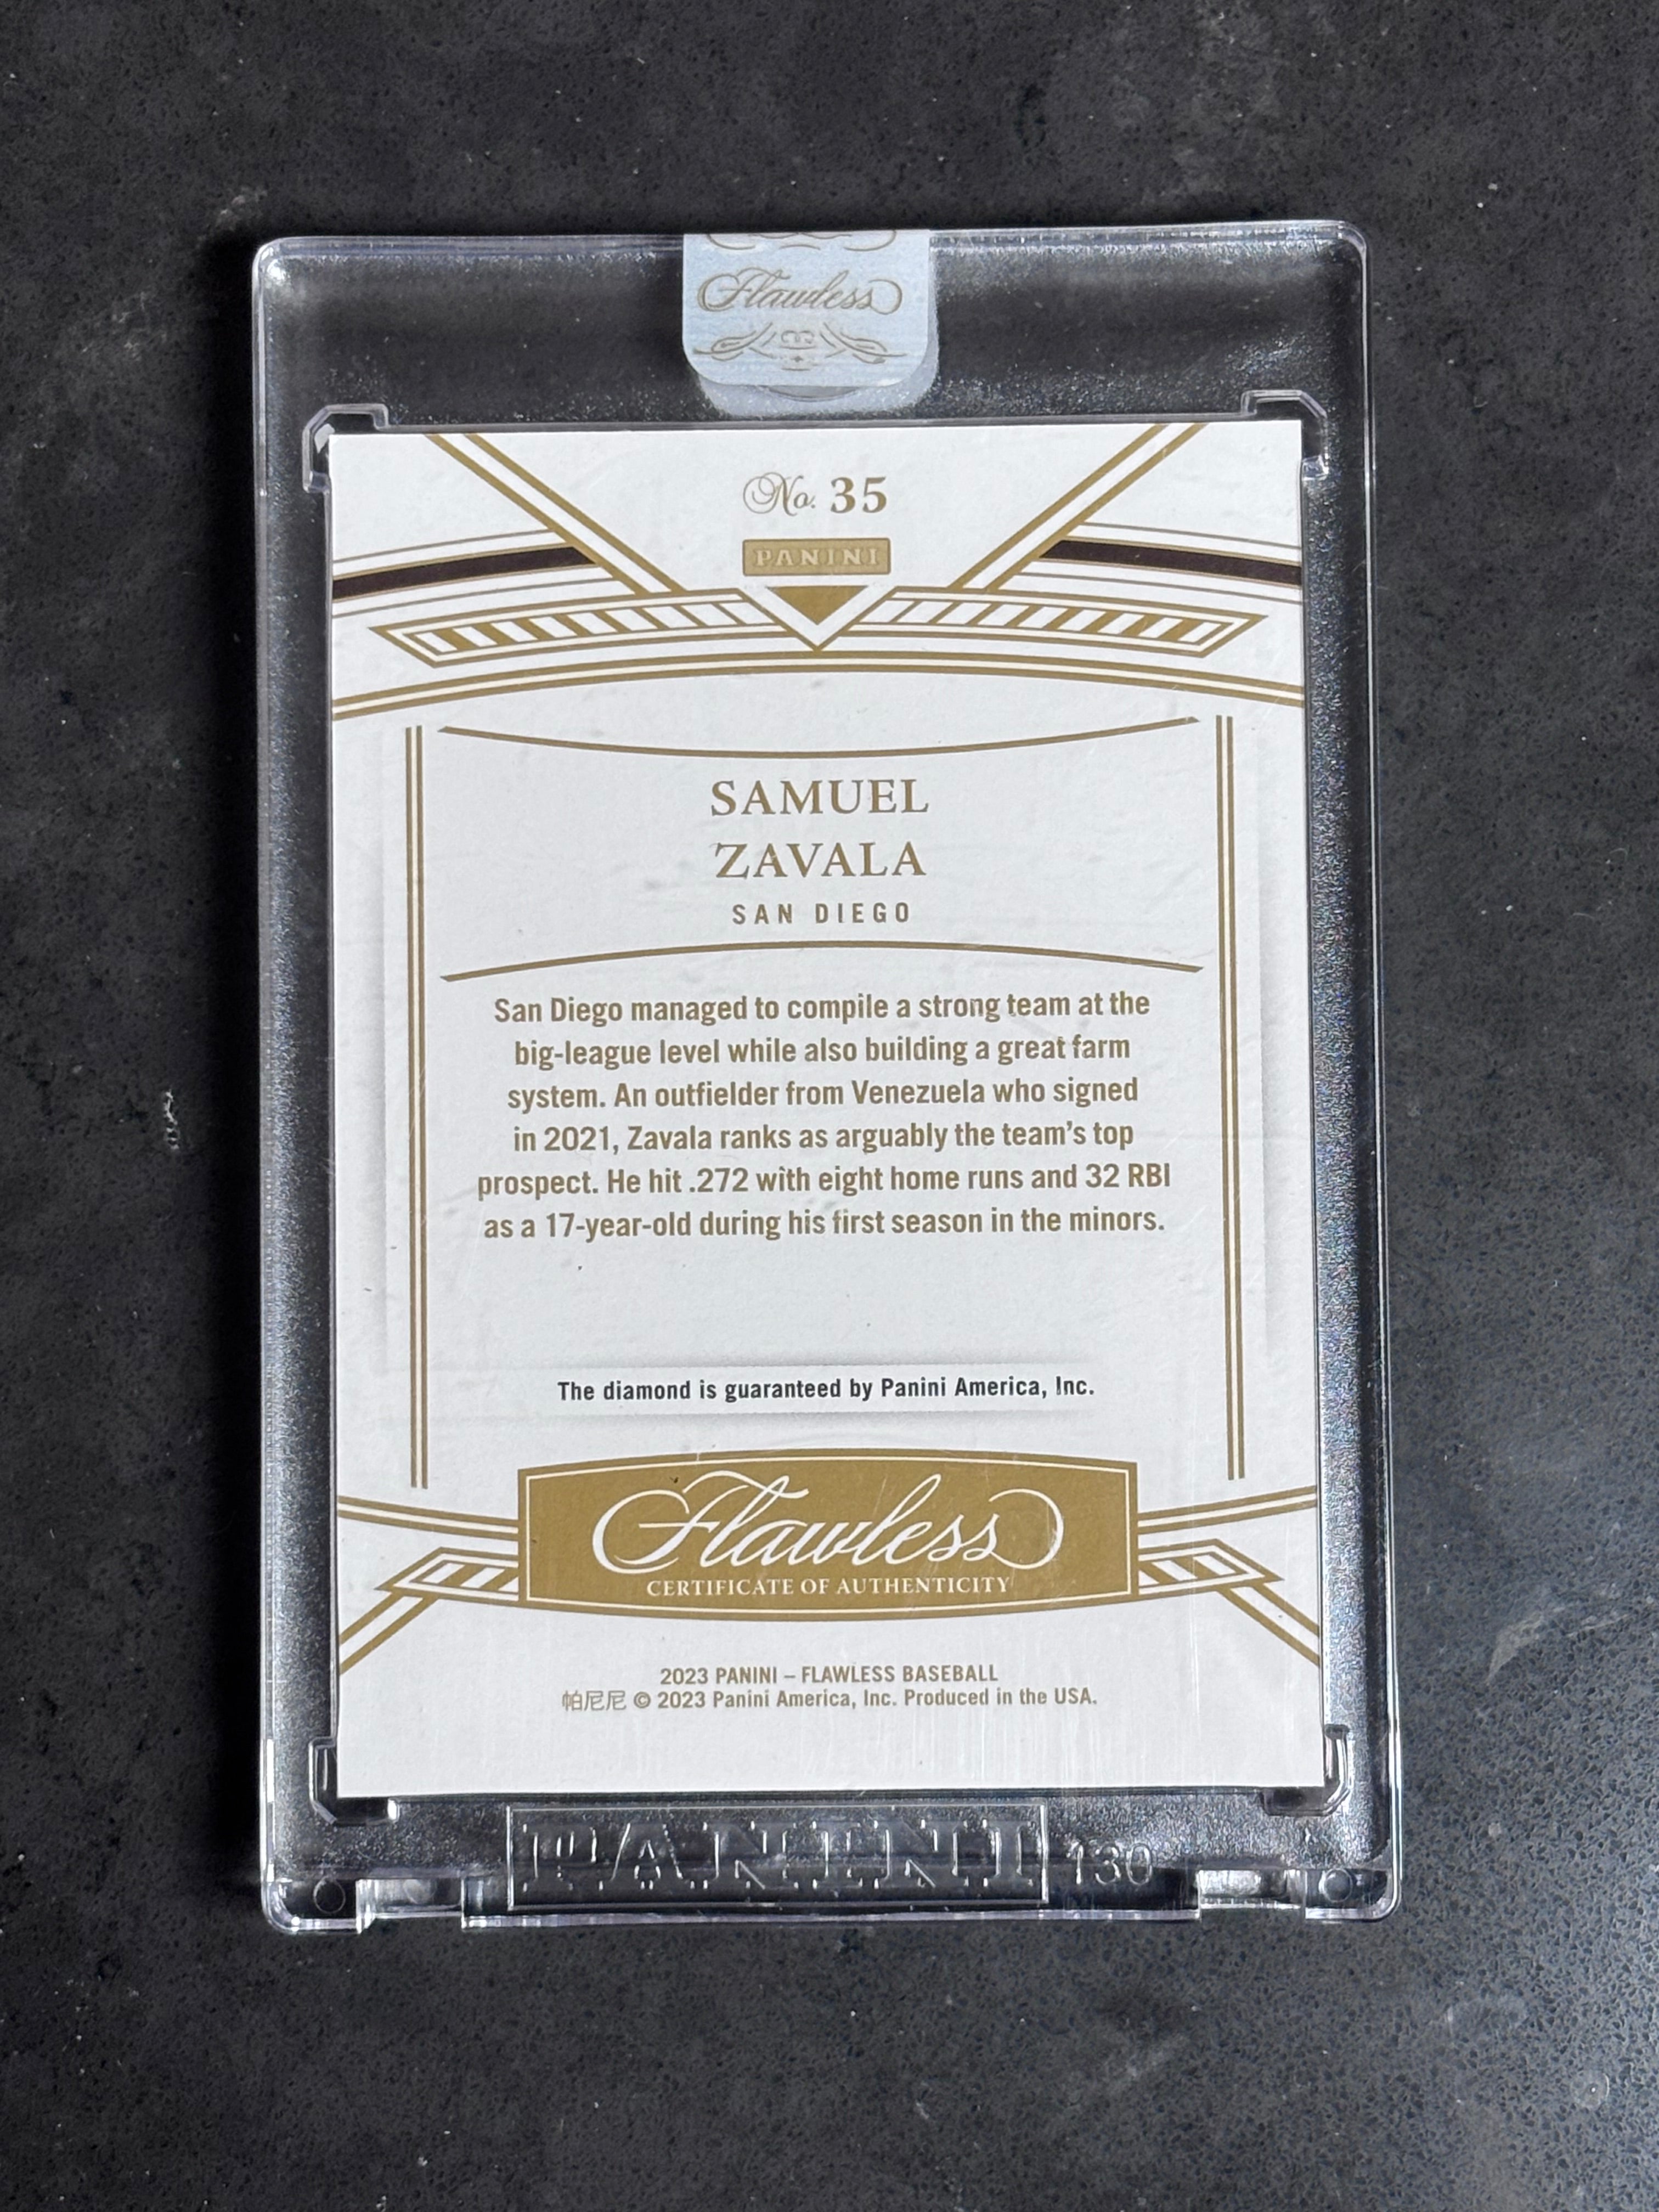 Flawless
No. 35
PANINI
SAMUEL
ZAVALA
SAN DIEGO
San Diego managed to compile a strong team at the
big-league level while also building a great farm
system. An outfielder from Venezuela who signed
in 2021, Zavala ranks as arguably the team's top
prospect. He hit .272 with eight home runs and 32 RBI
as a 17-year-old during his first season in the minors.
The diamond is guaranteed by Panini America, Inc.
Flawless
CERTIFICATE OF AUTHENTICITY
2023 PANINI – FLAWLESS BASEBALL
帕尼尼 © 2023 Panini America, Inc. Produced in the USA.
PANINI 130